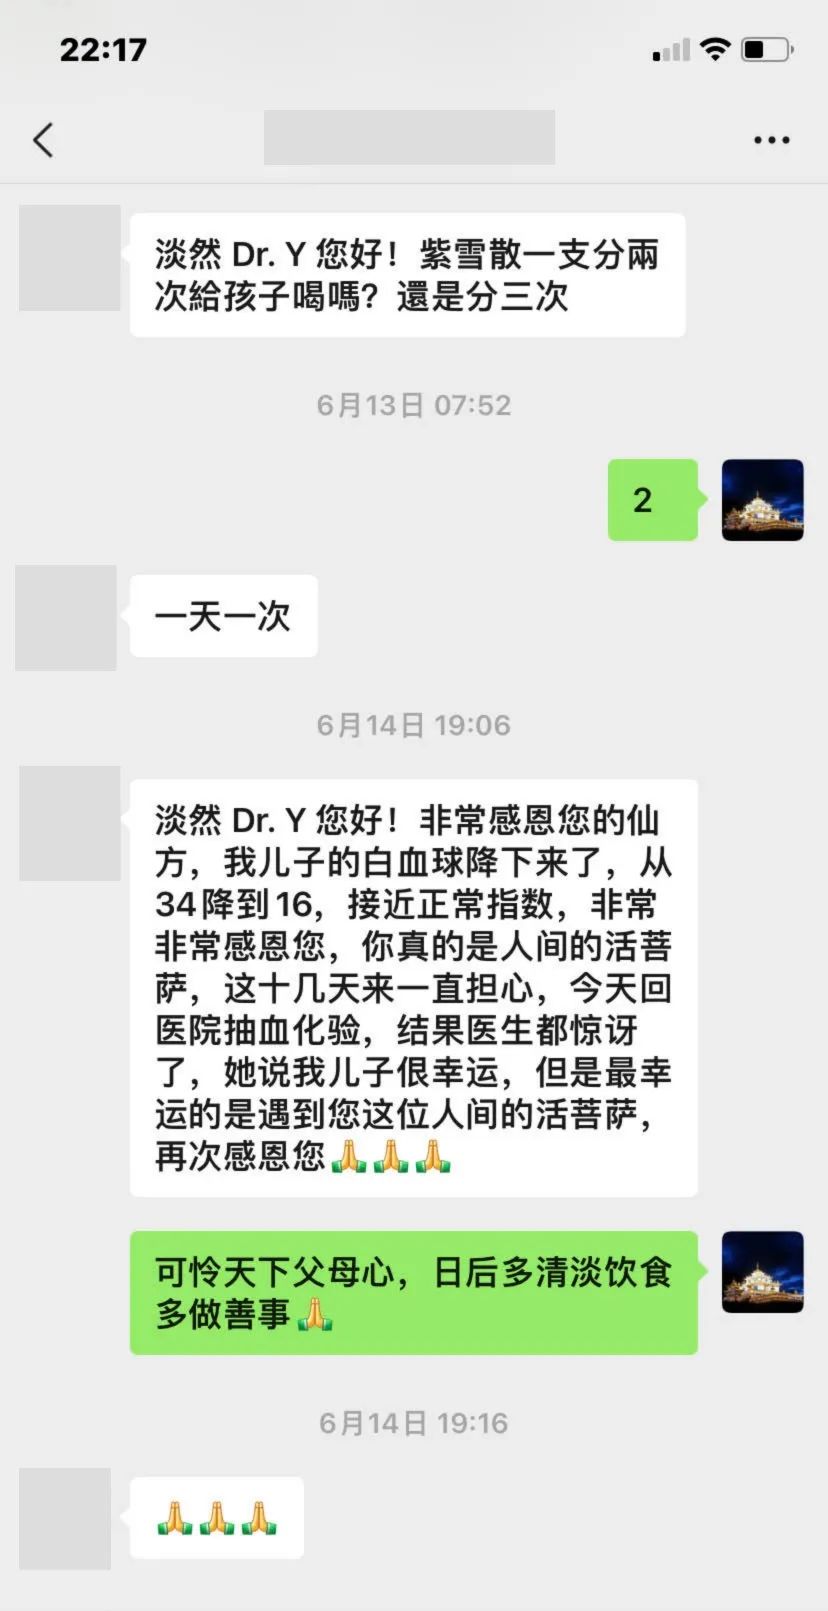 22:17
淡然 Dr. Y 您好！紫雪散一支分兩
次給孩子喝嗎？還是分三次
6月13日 07:52
2
一天一次
6月14日 19:06
淡然 Dr. Y 您好！非常感恩您的仙
方，我儿子的白血球降下来了，从
34降到16，接近正常指数，非常
非常感恩您，你真的是人间的活菩
萨，这十几天来一直担心，今天回
医院抽血化验，结果医生都惊讶
了，她说我儿子很幸运，但是最幸
运的是遇到您这位人间的活菩萨，
再次感恩您🙏🙏🙏
可怜天下父母心，日后多清淡饮食
多做善事🙏
6月14日 19:16
🙏🙏🙏